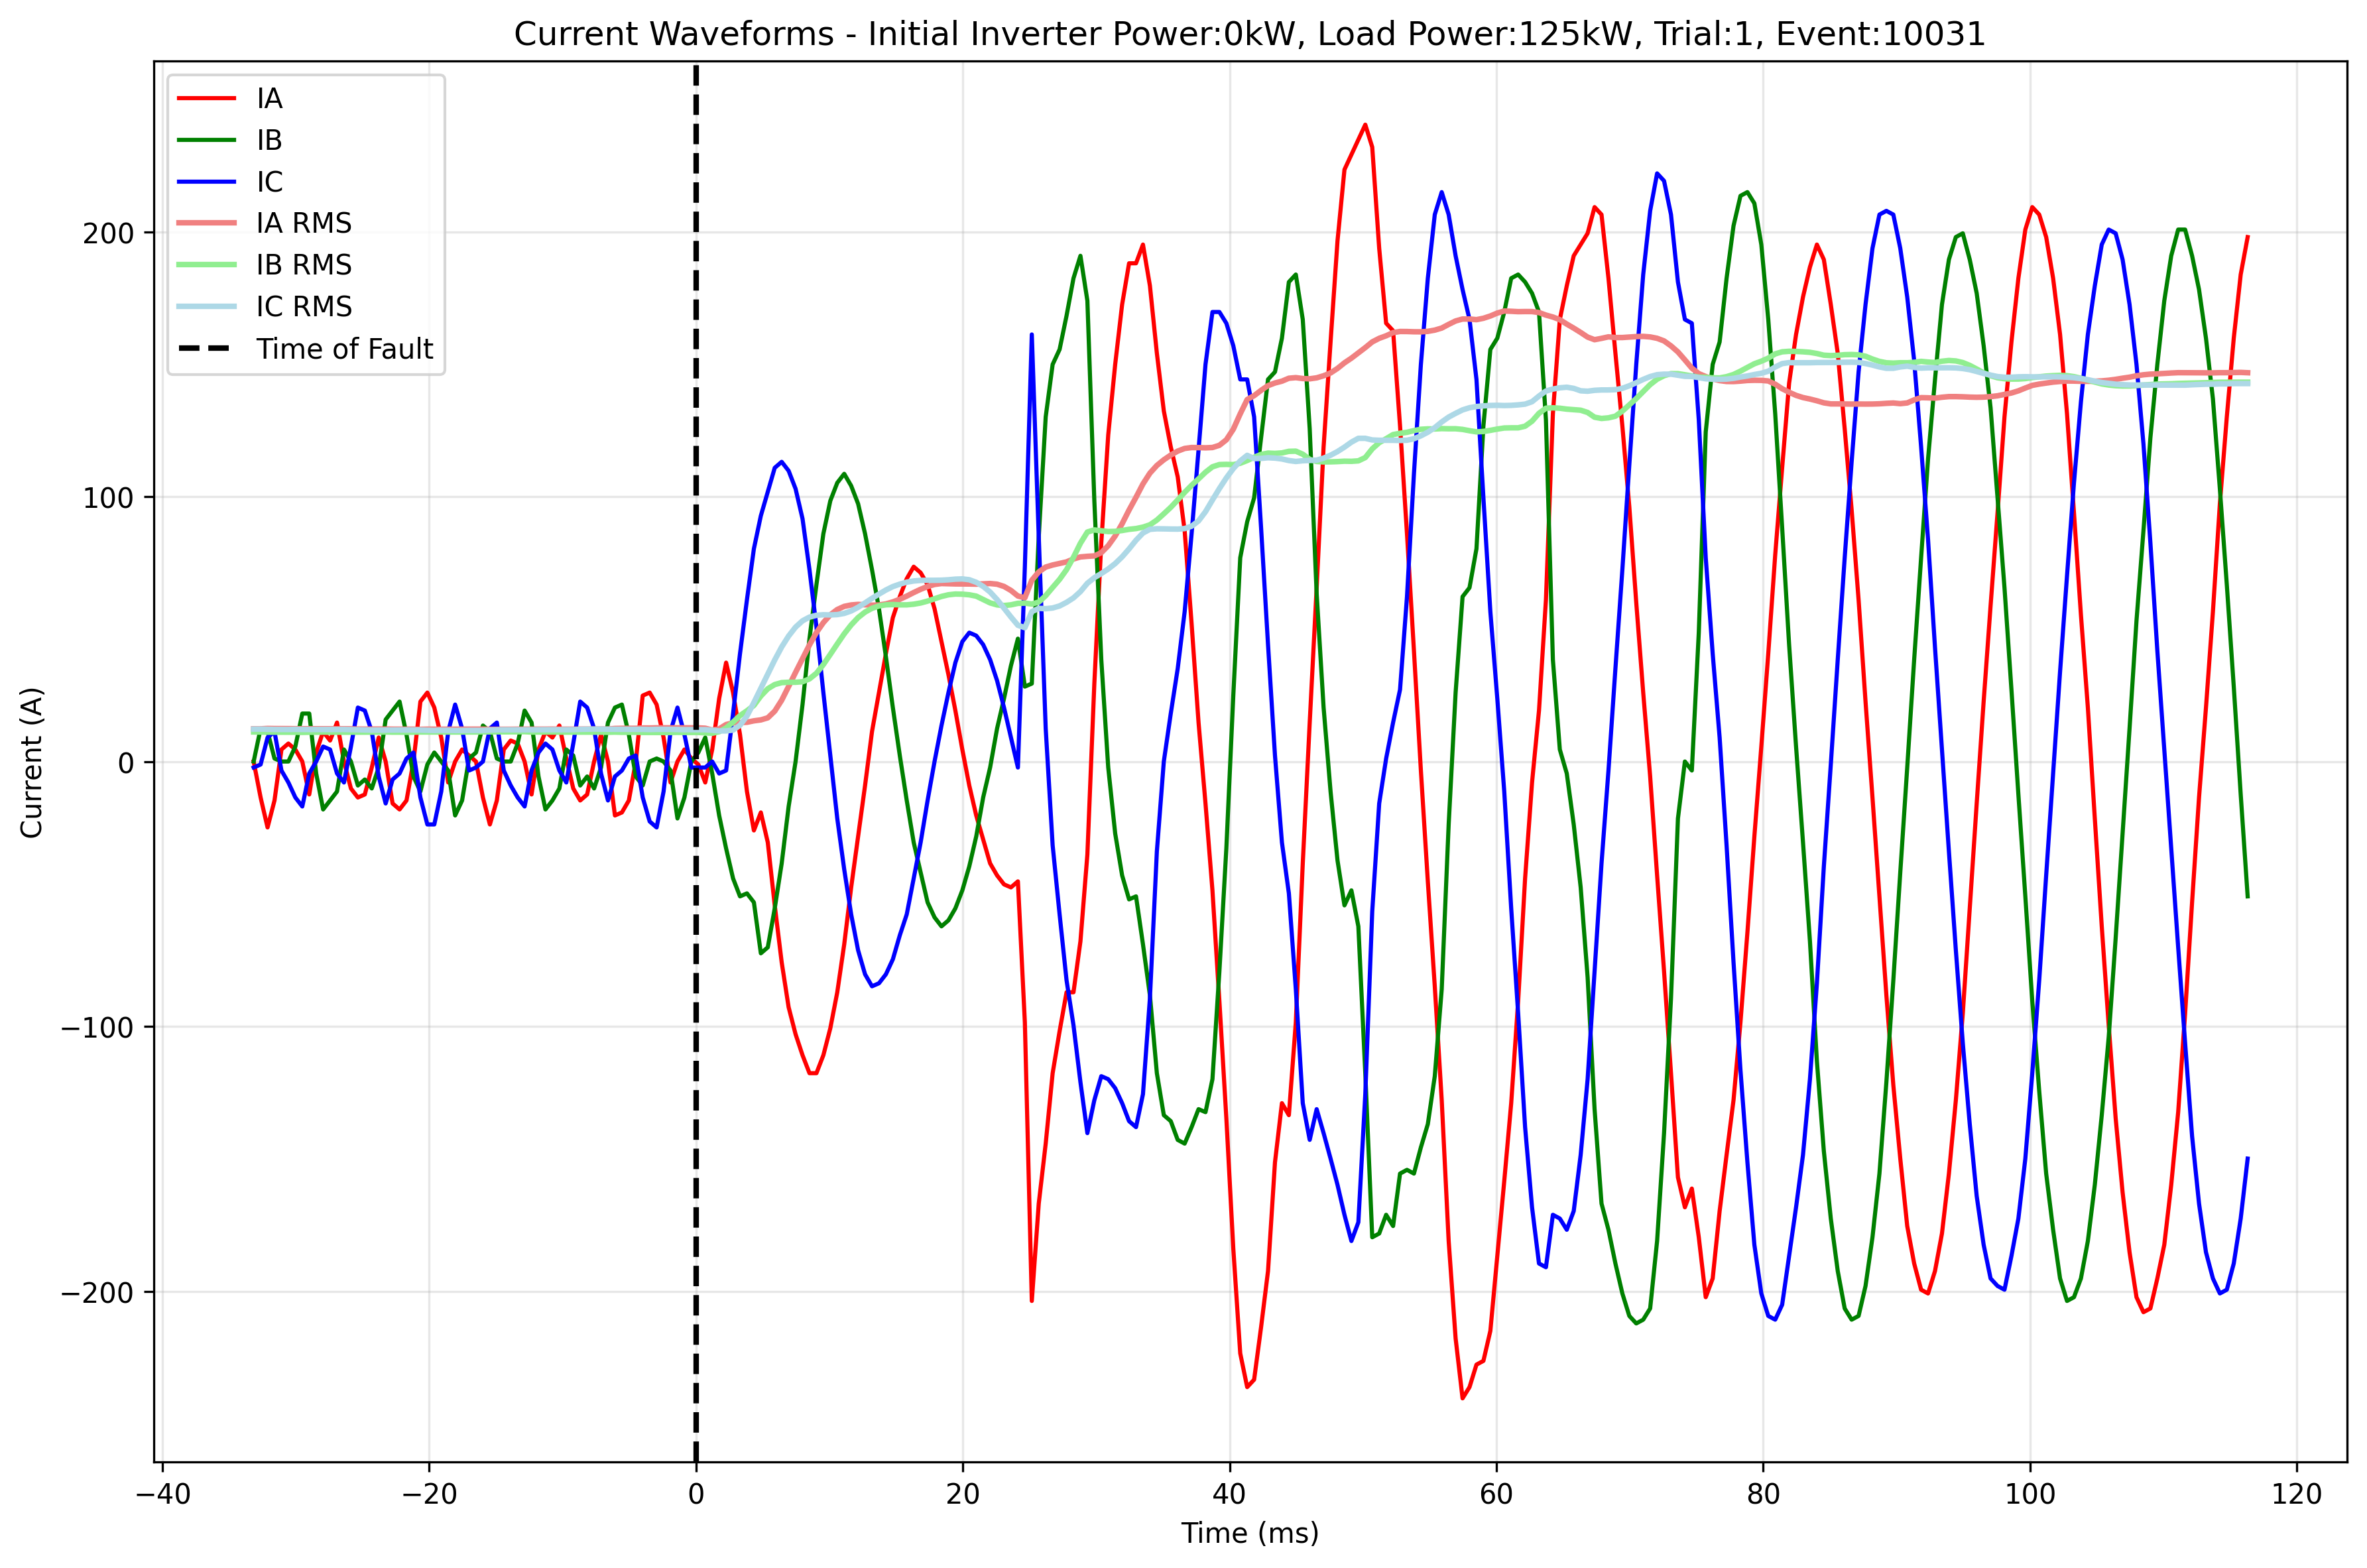 Current Waveforms - Initial Inverter Power:0kW, Load Power:125kW, Trial:1, Event:10031
IA
IB
IC
IA RMS
IB RMS
IC RMS
Time of Fault
Current (A)
200
100
0
−100
−200
−40
−20
0
20
40
60
80
100
120
Time (ms)